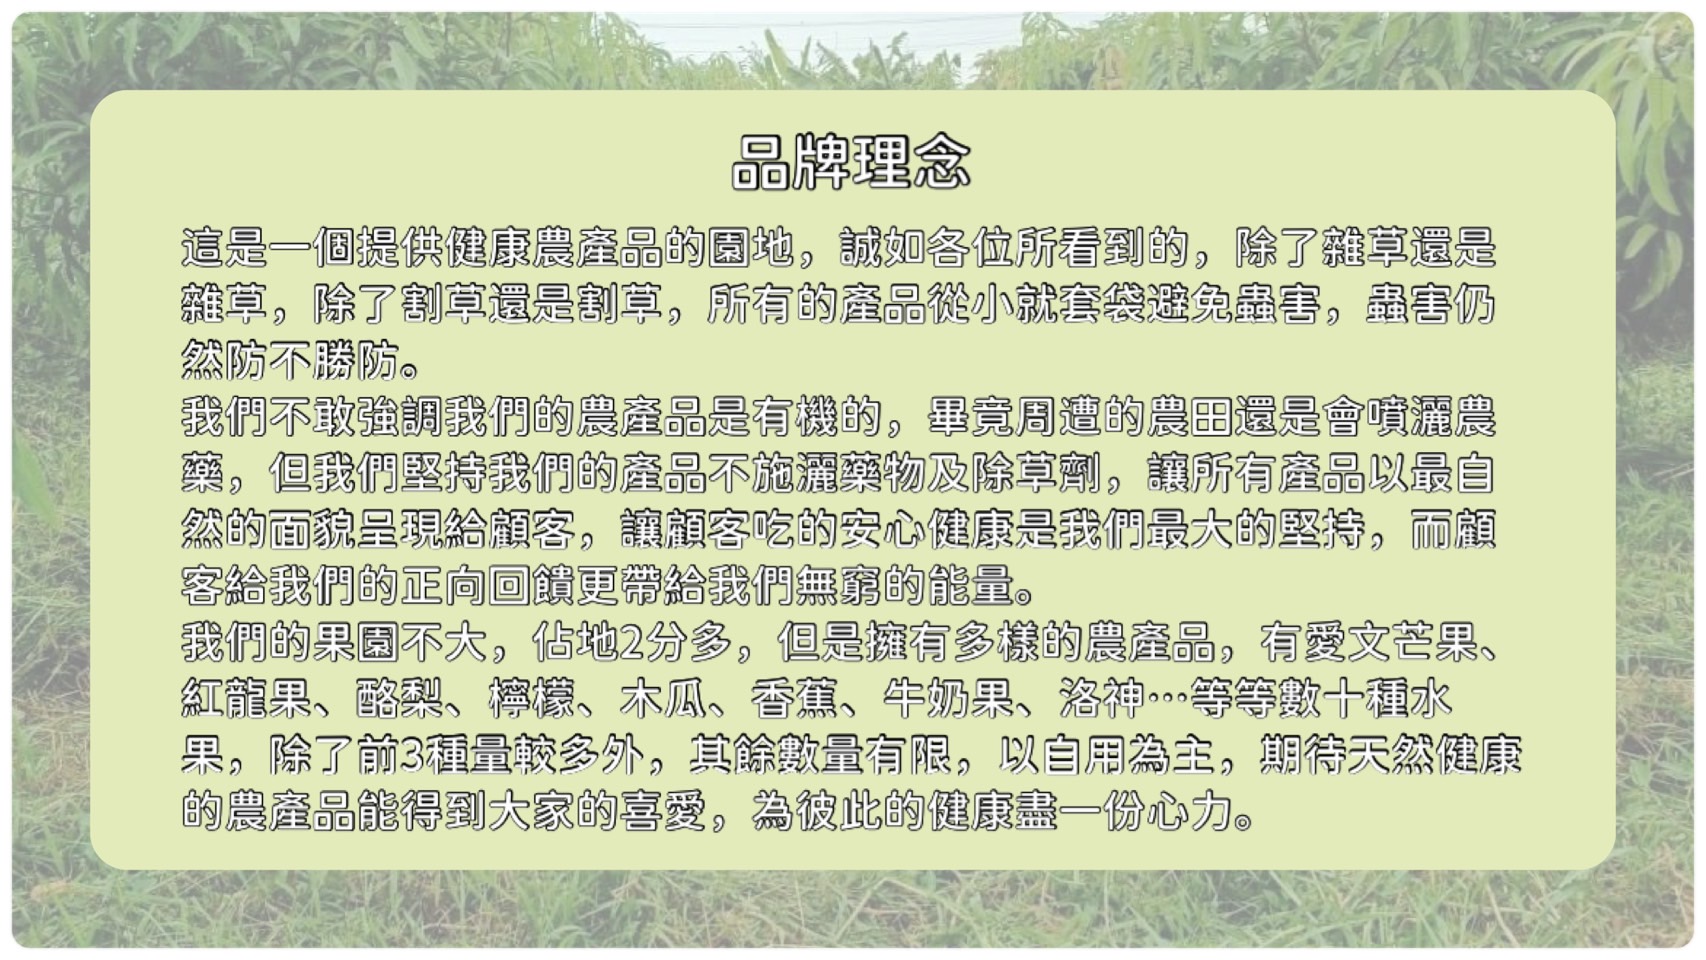 品牌理念
這是一個提供健康農產品的園地，誠如各位所看到的，除了雜草還是
雜草，除了割草還是割草，所有的產品從小就套袋避免蟲害，蟲害仍
然防不勝防。
我們不敢強調我們的農產品是有機的，畢竟周遭的農田還是會噴灑農
藥，但我們堅持我們的產品不施灑藥物及除草劑，讓所有產品以最自
然的面貌呈現給顧客，讓顧客吃的安心健康是我們最大的堅持，而顧
客給我們的正向回饋更帶給我們無窮的能量。
我們的果園不大，佔地2分多，但是擁有多樣的農產品，有愛文芒果、
紅龍果、酪梨、檸檬、木瓜、香蕉、牛奶果、洛神…等等數十種水
果，除了前3種量較多外，其餘數量有限，以自用為主，期待天然健康
的農產品能得到大家的喜愛，為彼此的健康盡一份心力。